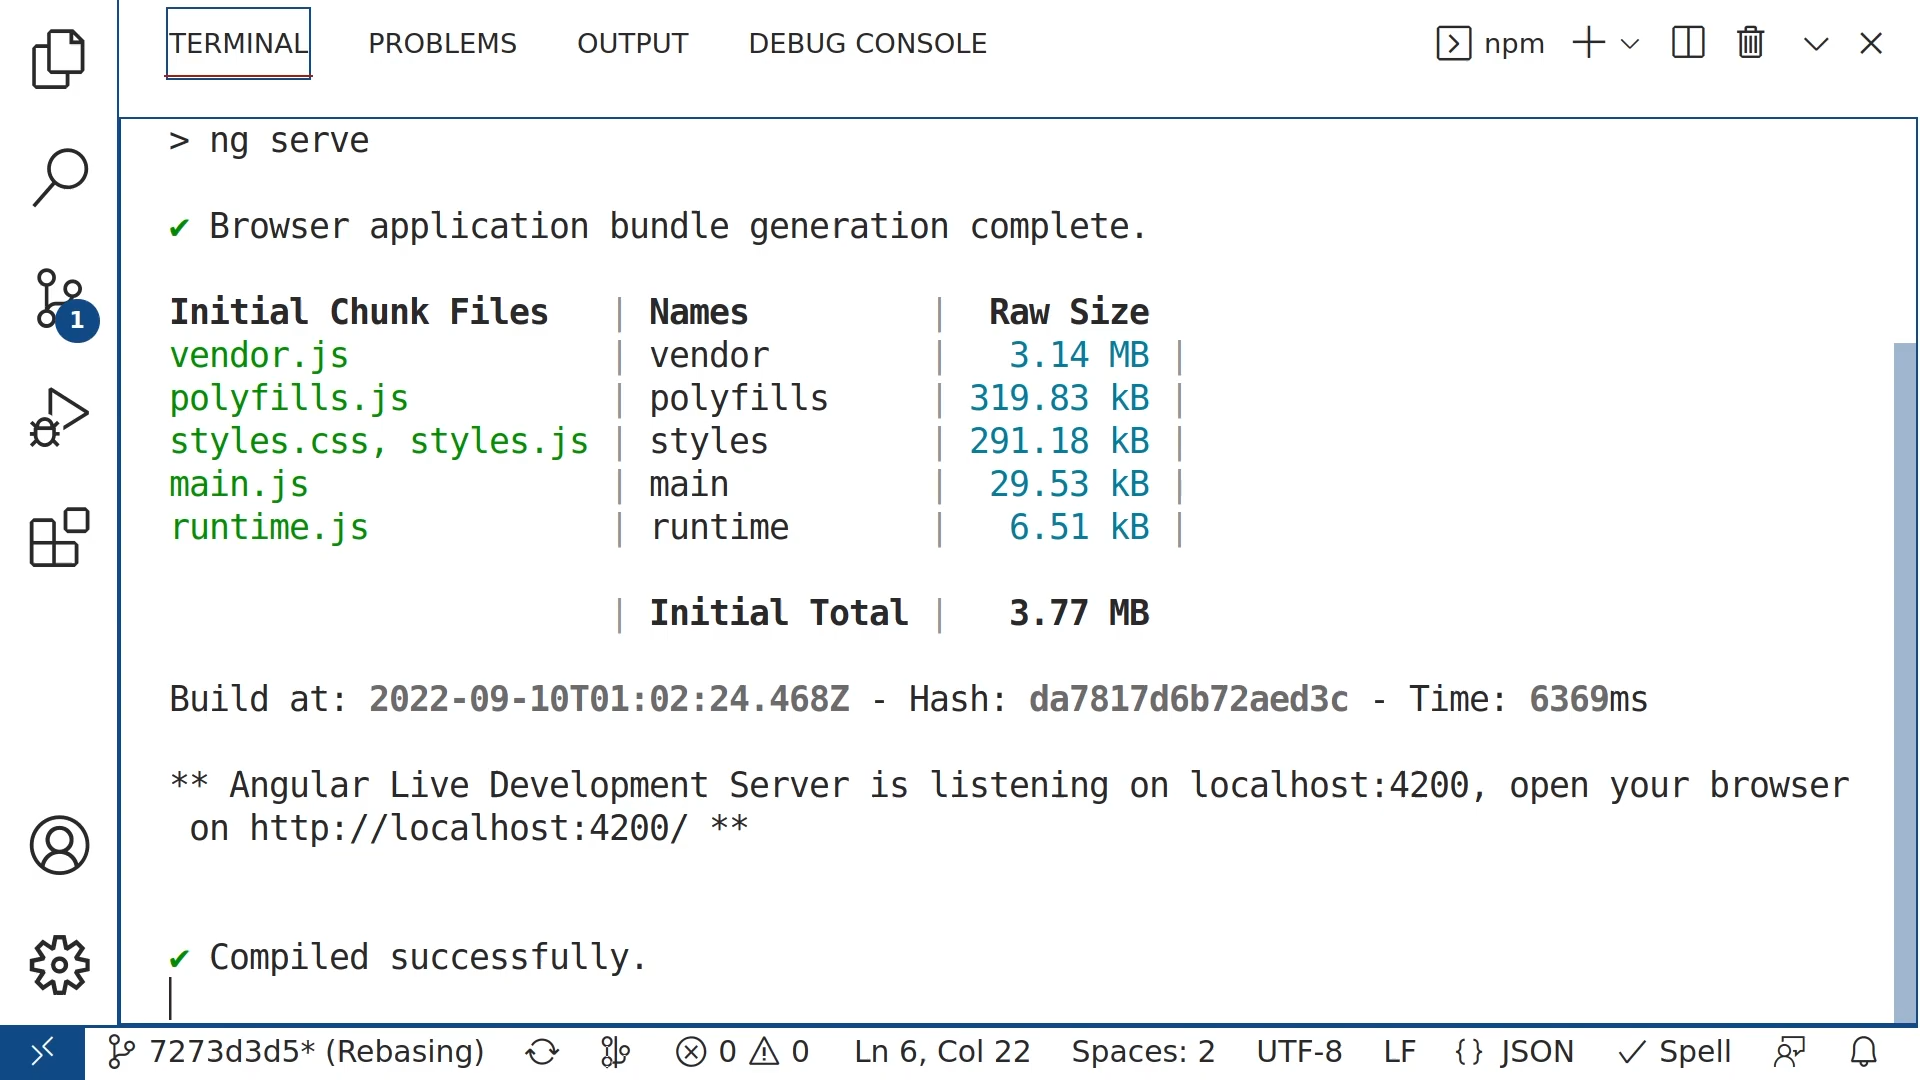 TERMINAL PROBLEMS OUTPUT DEBUG CONSOLE npm
> ng serve
✔ Browser application bundle generation complete.
Initial Chunk Files | Names | Raw Size
vendor.js | vendor | 3.14 MB |
polyfills.js | polyfills | 319.83 kB |
styles.css, styles.js | styles | 291.18 kB |
main.js | main | 29.53 kB |
runtime.js | runtime | 6.51 kB |
| Initial Total | 3.77 MB
Build at: 2022-09-10T01:02:24.468Z - Hash: da7817d6b72aed3c - Time: 6369ms
** Angular Live Development Server is listening on localhost:4200, open your browser
on http://localhost:4200/ **
✔ Compiled successfully.
1
7273d3d5* (Rebasing) 0 0 Ln 6, Col 22 Spaces: 2 UTF-8 LF {} JSON Spell